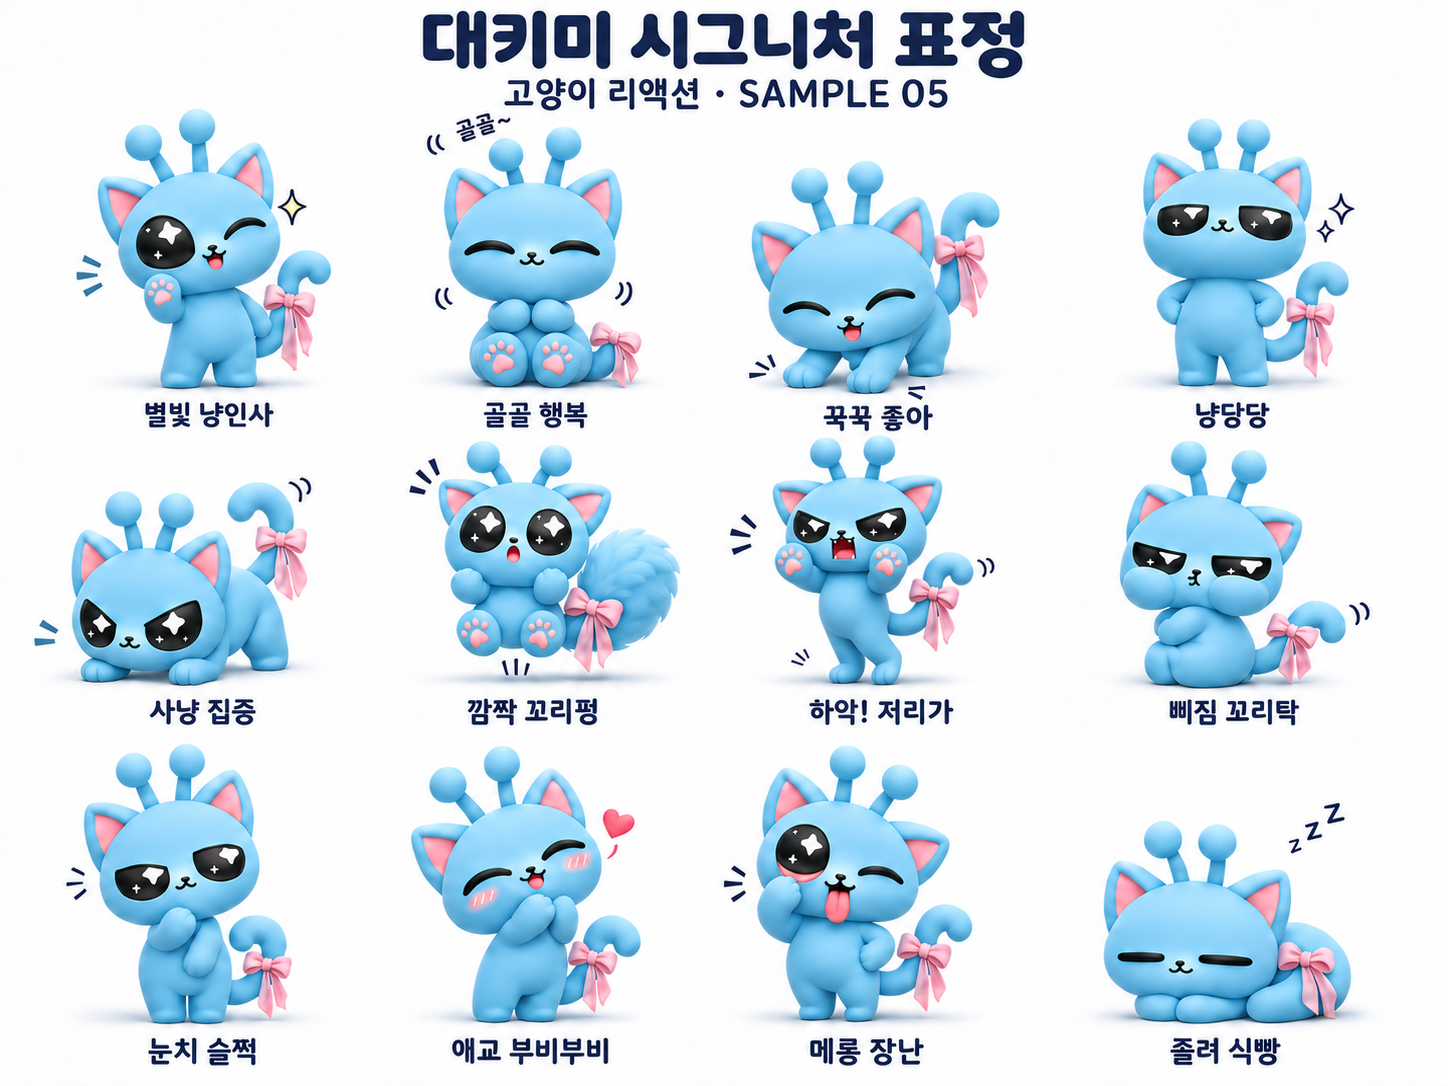 대키미 시그니처 표정
고양이 리액션 · SAMPLE 05
골골~
별빛 냥인사
골골 행복
꾹꾹 좋아
냥당당
사냥 집중
깜짝 꼬리펑
하악! 저리가
삐짐 꼬리탁
z z Z
눈치 슬쩍
애교 부비부비
메롱 장난
졸려 식빵